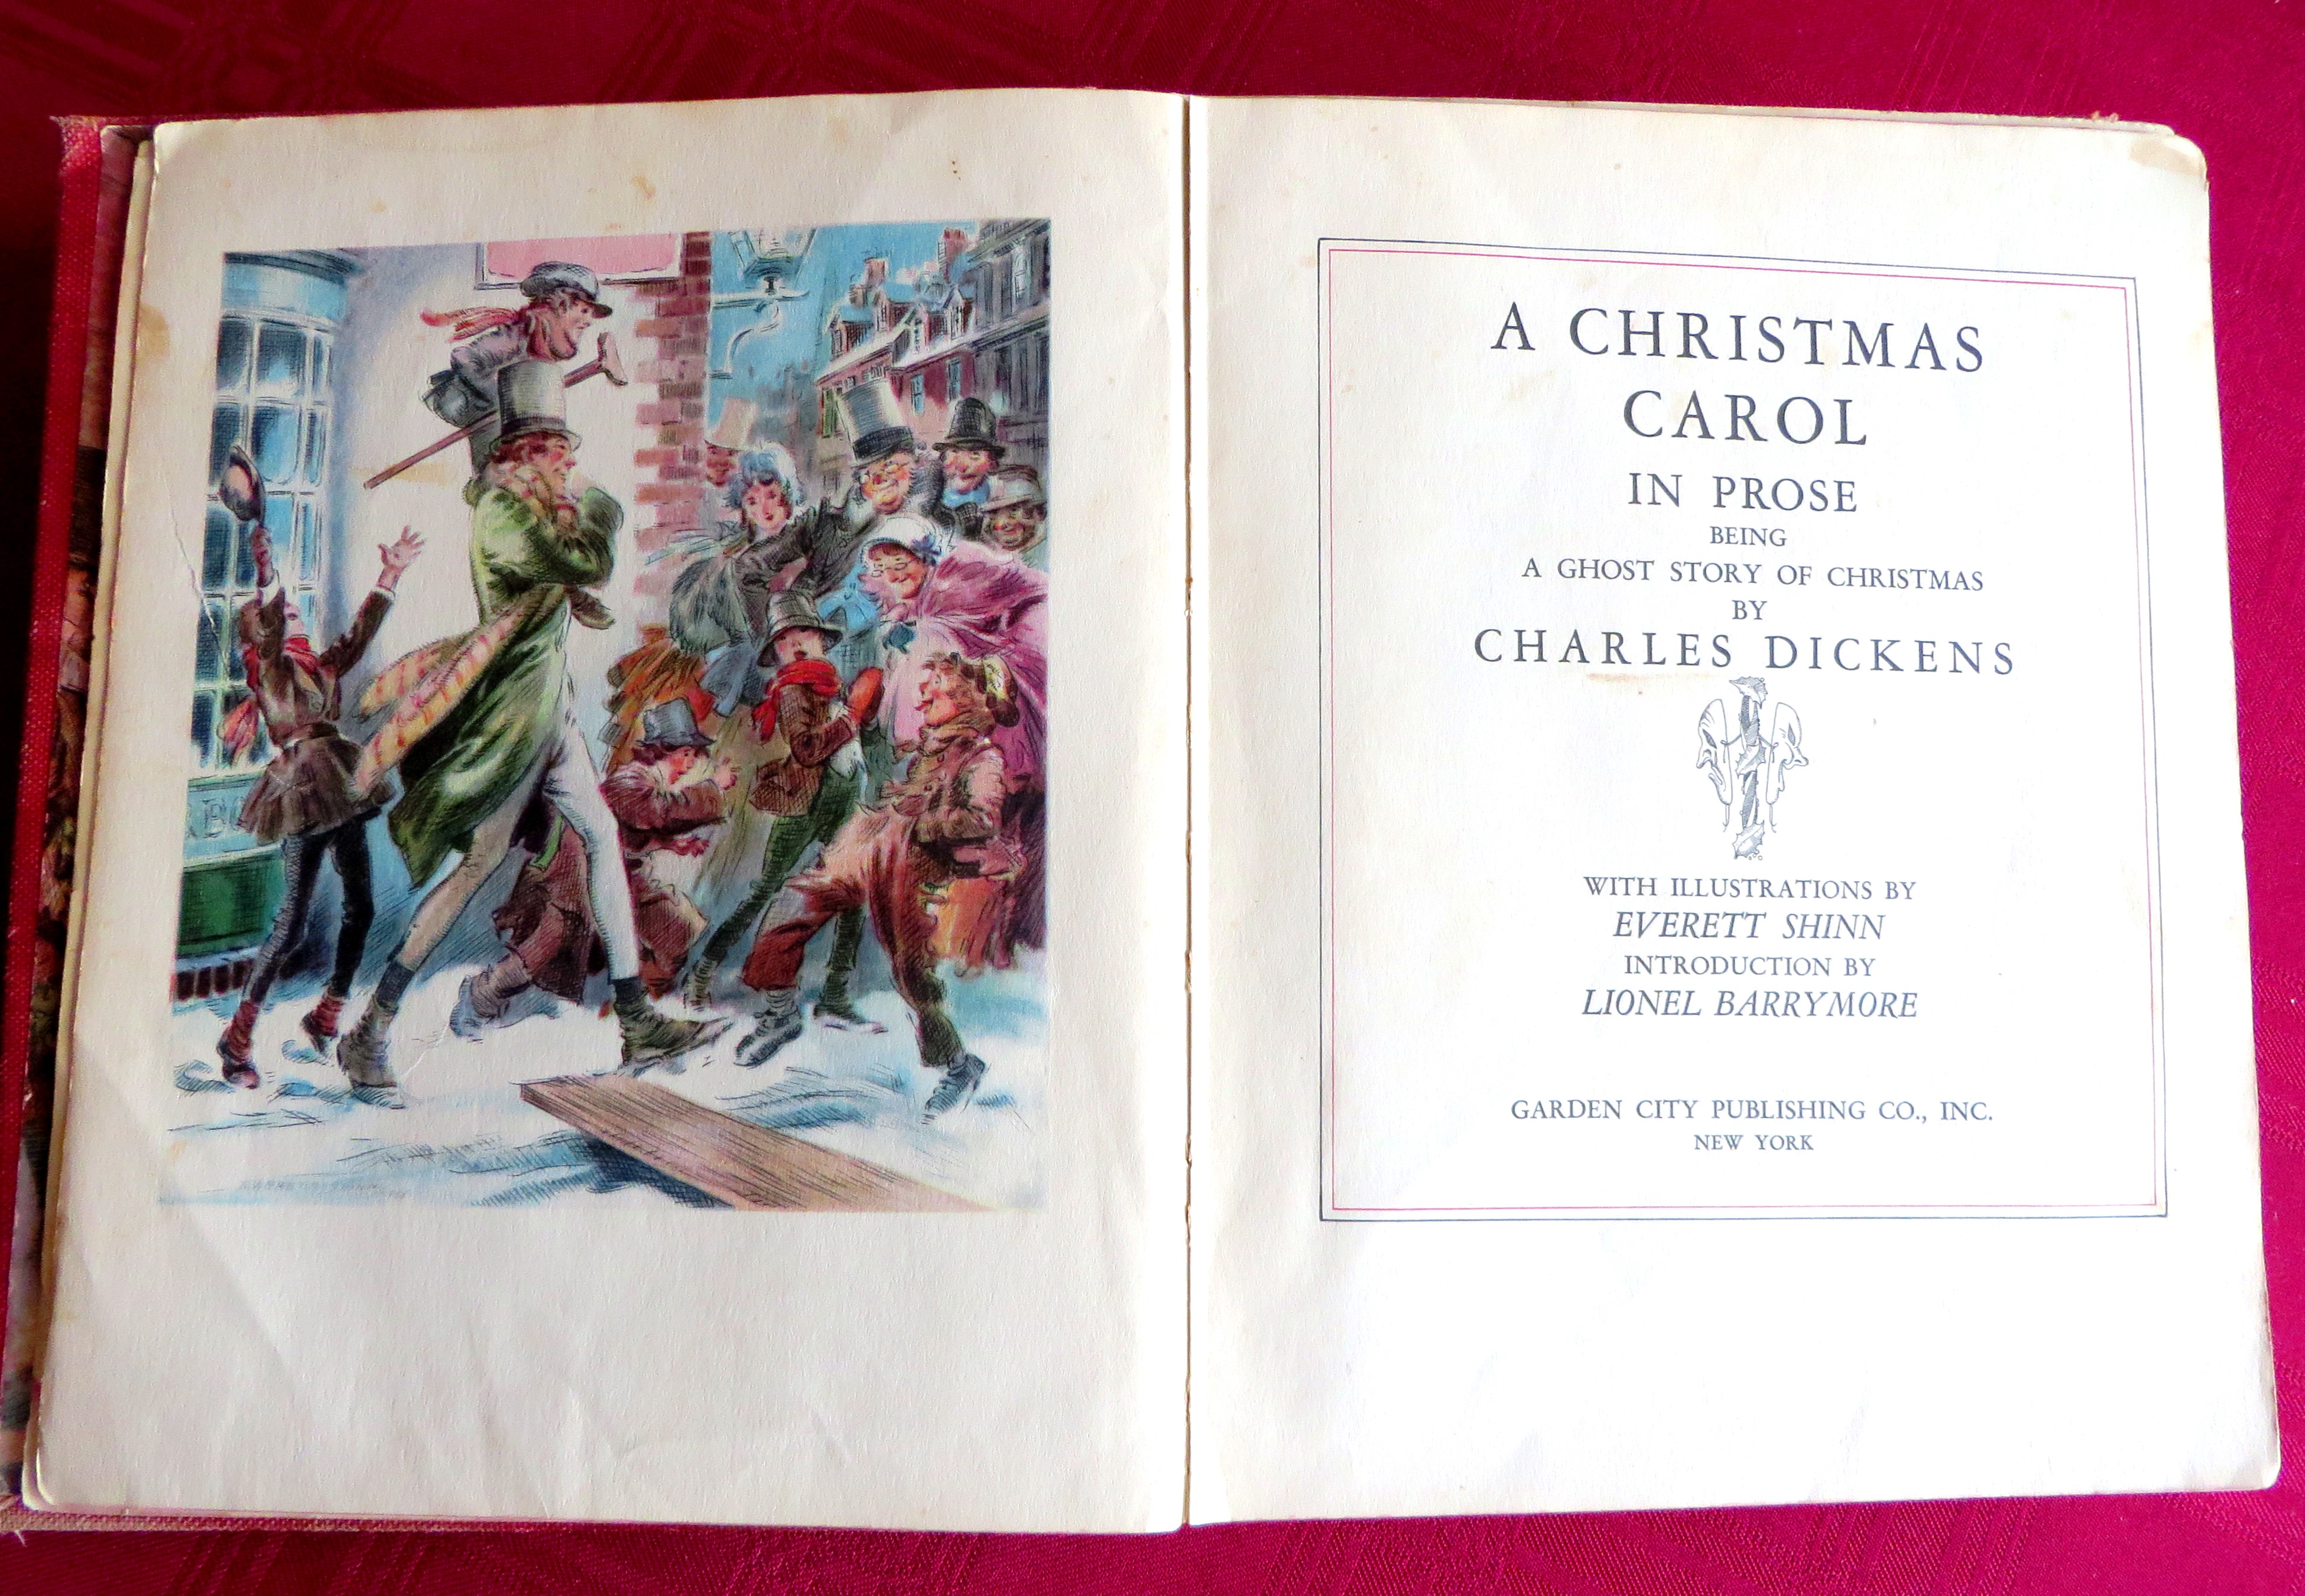 A CHRISTMAS
CAROL
IN PROSE
BEING
A GHOST STORY OF CHRISTMAS
BY
CHARLES DICKENS
WITH ILLUSTRATIONS BY
EVERETT SHINN
INTRODUCTION BY
LIONEL BARRYMORE
GARDEN CITY PUBLISHING CO., INC.
NEW YORK